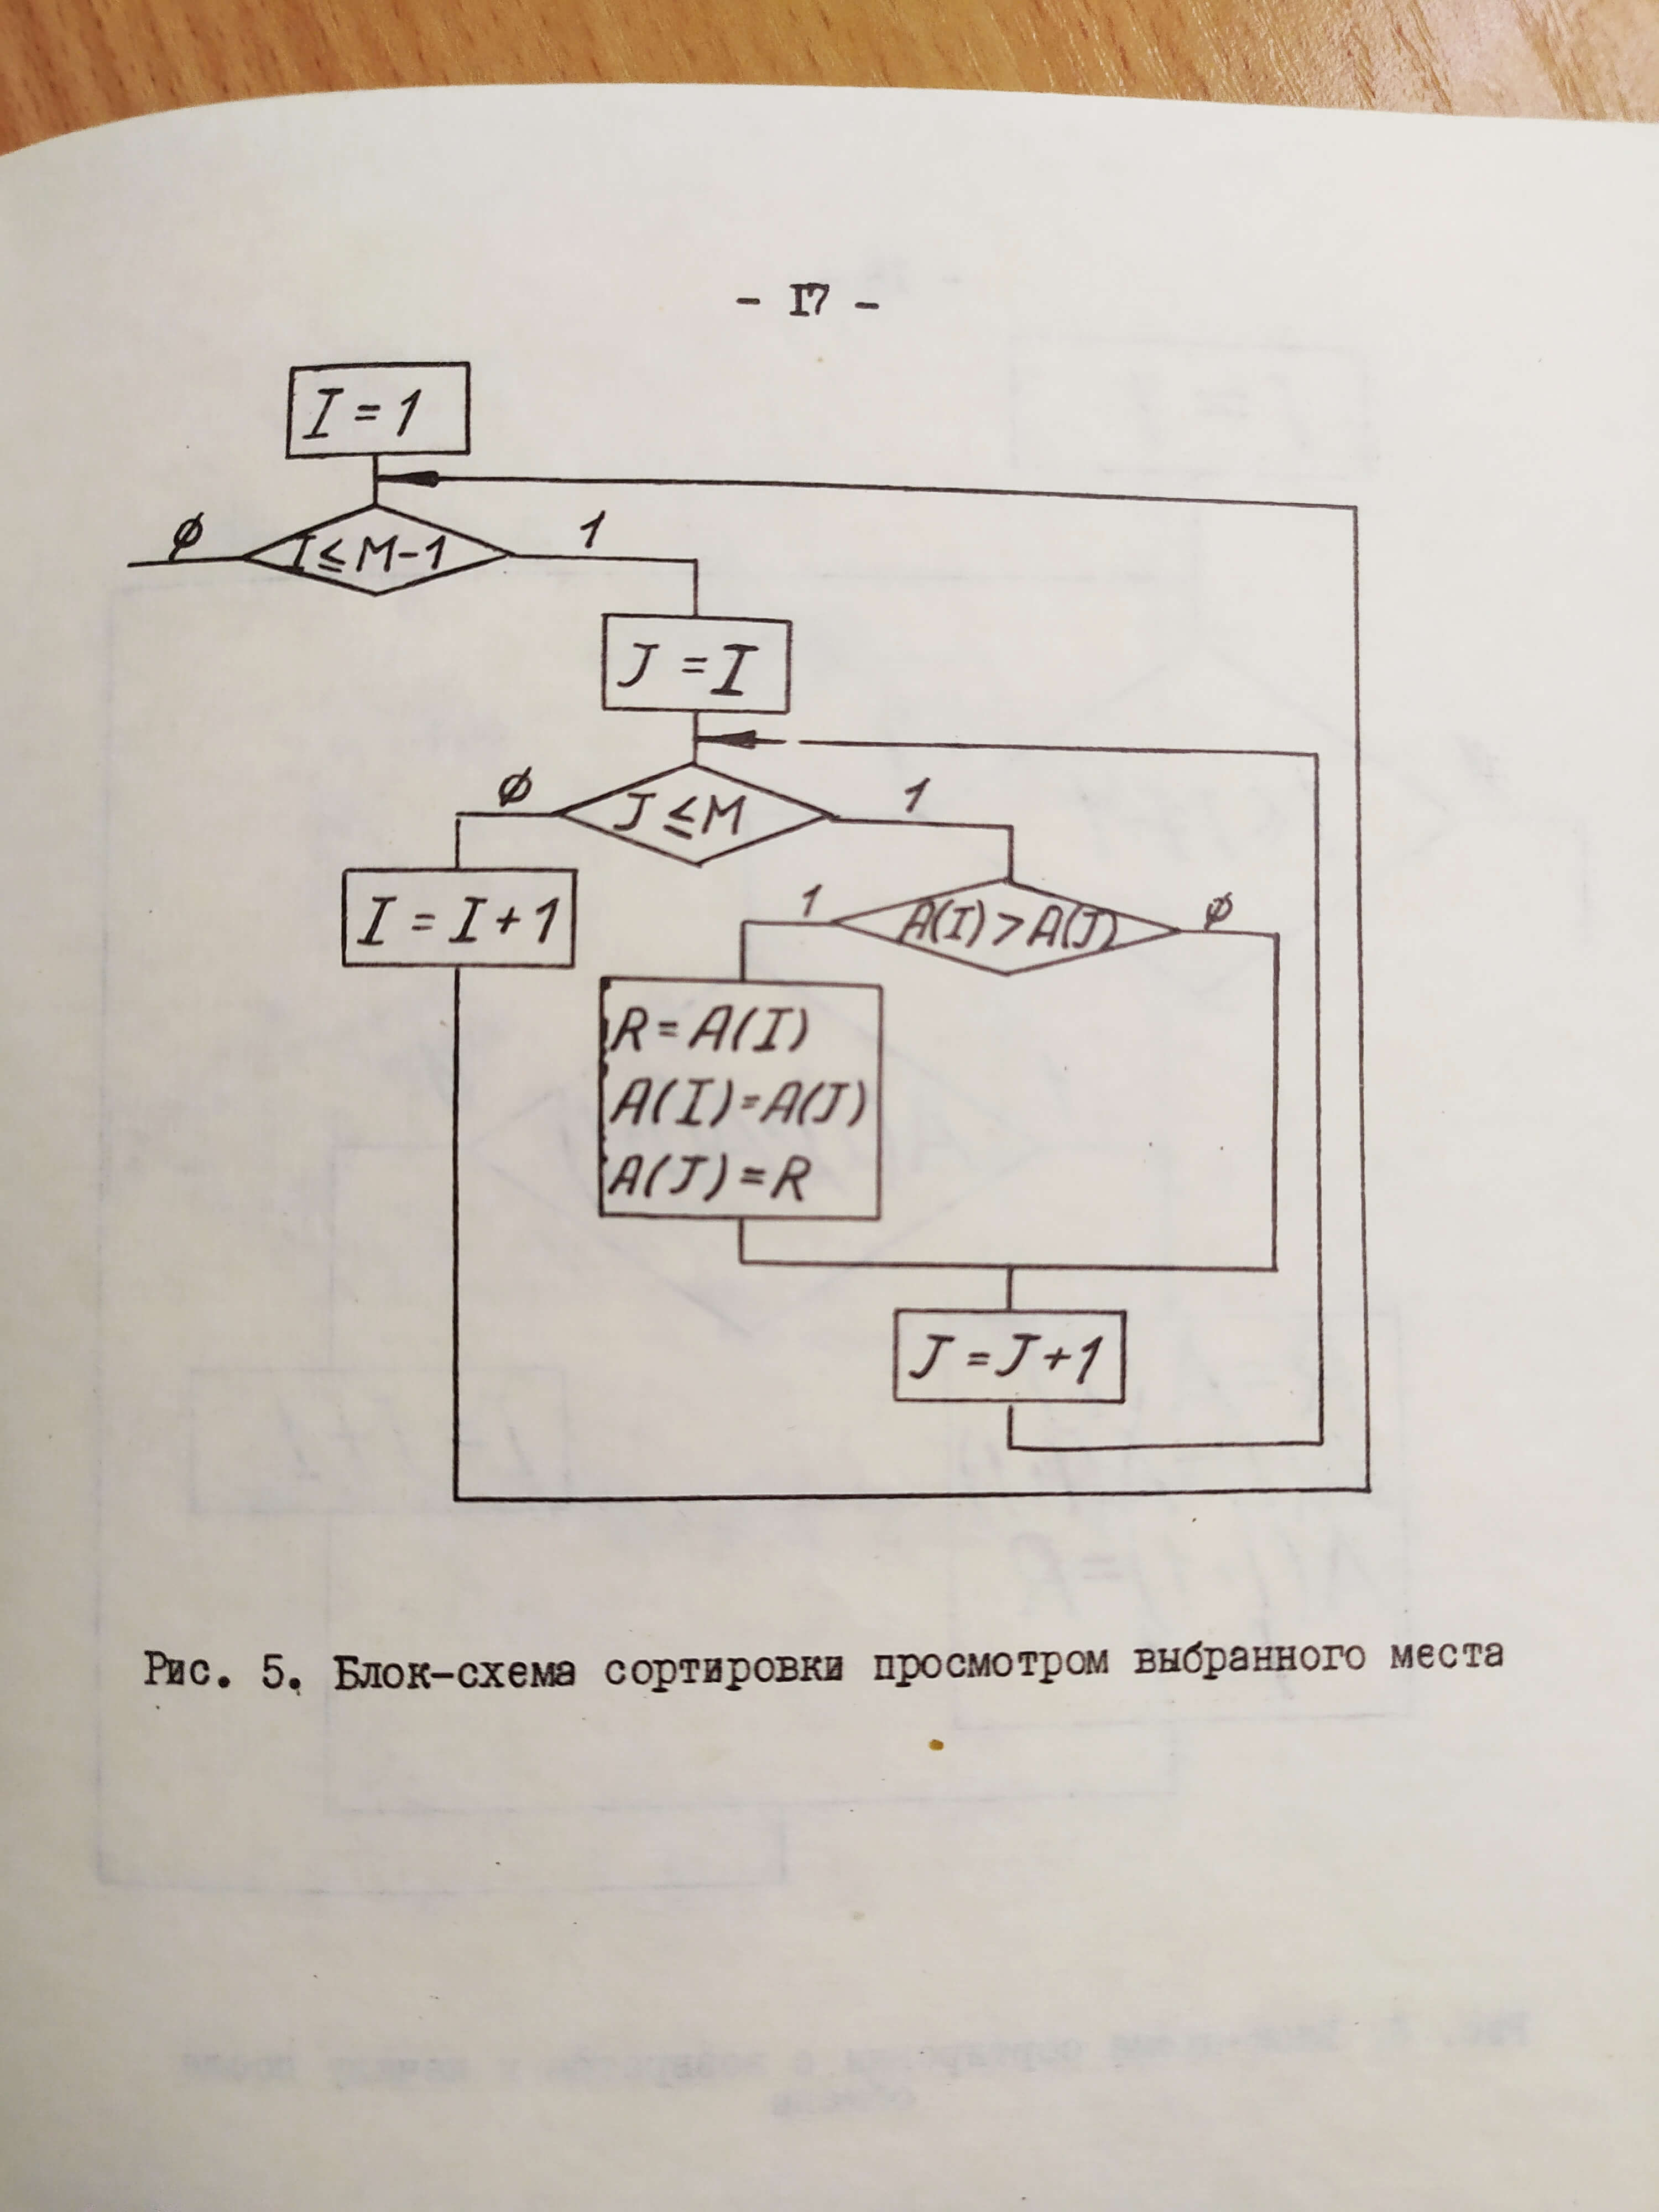 - I7 -
I = 1
I ≤ M-1
ϕ
1
J = I
J ≤ M
ϕ
1
I = I + 1
A(I) > A(J)
1
ϕ
R = A(I)
A(I) = A(J)
A(J) = R
J = J + 1
Рис. 5. Блок-схема сортировки просмотром выбранного места